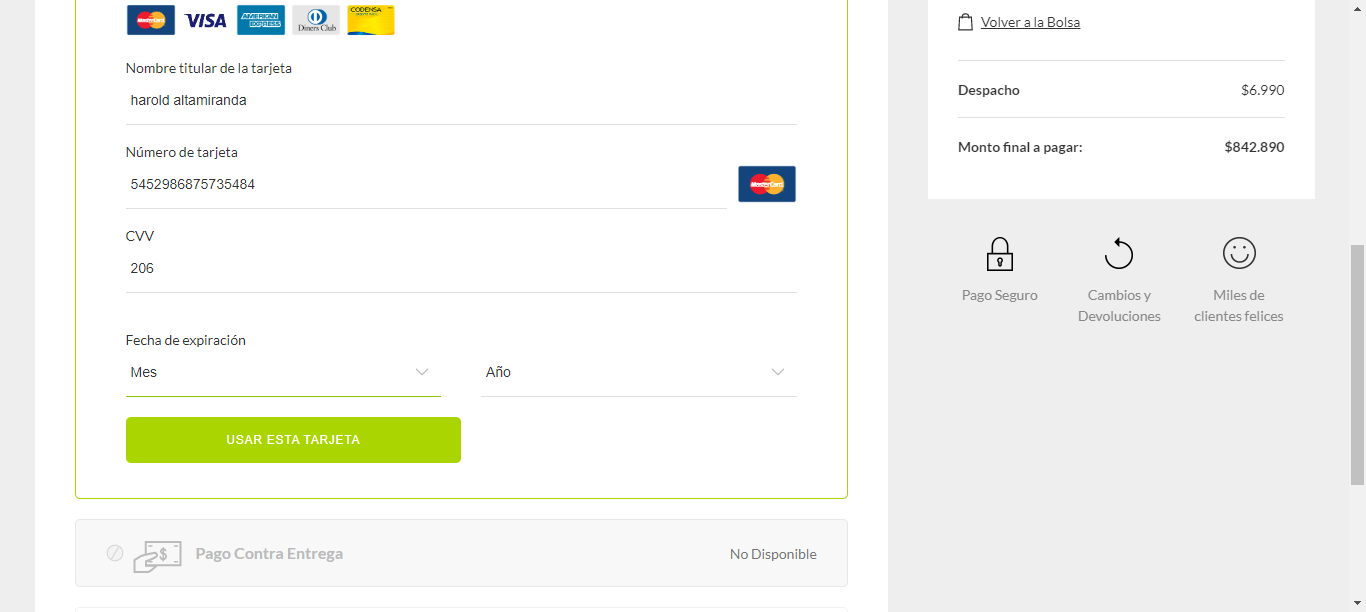 MasterCard
VISA
AMERICAN EXPRESS
Diners Club
CODENSA
Nombre titular de la tarjeta
harold altamiranda
Número de tarjeta
5452986875735484
MasterCard
CVV
206
Fecha de expiración
Mes
Año
USAR ESTA TARJETA
Pago Contra Entrega
No Disponible
Volver a la Bolsa
Despacho $6.990
Monto final a pagar: $842.890
Pago Seguro
Cambios y
Devoluciones
Miles de
clientes felices